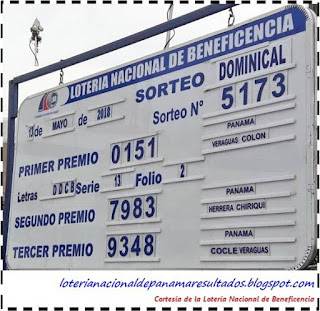 LOTERIA NACIONAL DE BENEFICENCIA
13 de MAYO de 2018 SORTEO DOMINICAL
Sorteo N° 5173
PRIMER PREMIO 0151 PANAMA
VERAGUAS COLON
Letras DDCB Serie 13 Folio 2
SEGUNDO PREMIO 7983 PANAMA
HERRERA CHIRIQUI
TERCER PREMIO 9348 PANAMA
COCLE VERAGUAS
loterianacionaldepanamaresultados.blogspot.com
Cortesía de la Lotería Nacional de Beneficencia